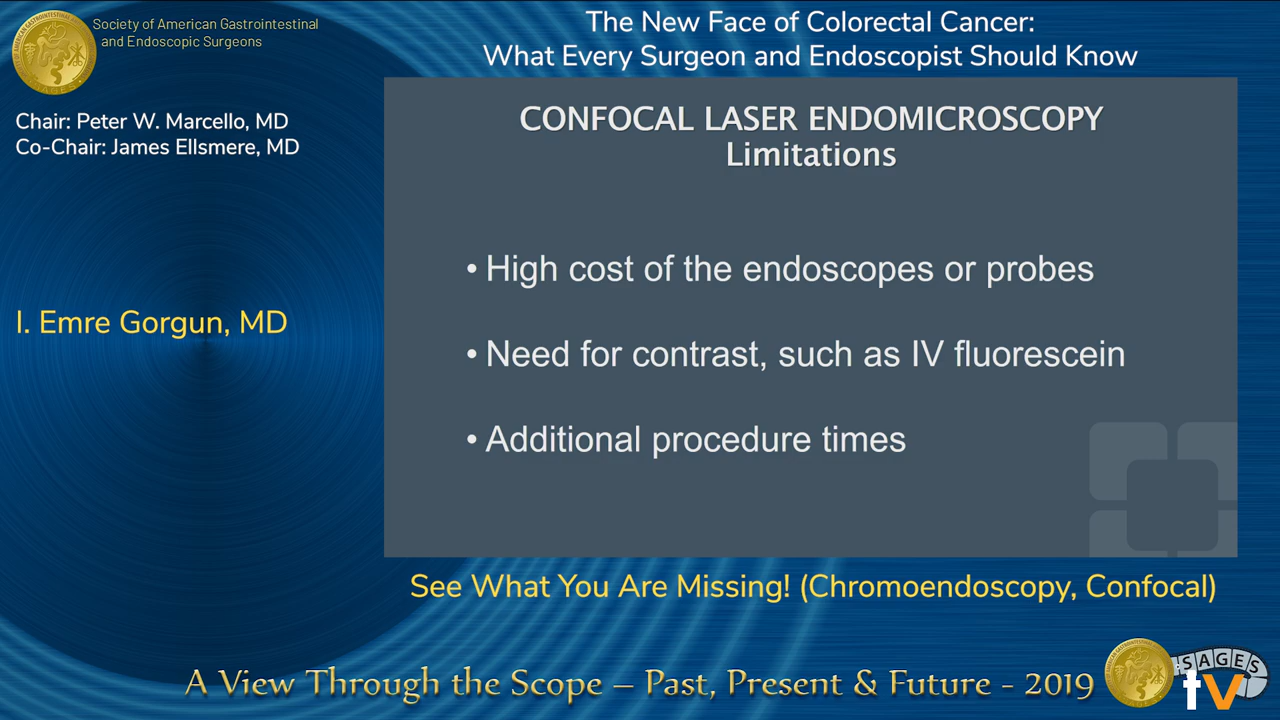 Society of American Gastrointestinal
and Endoscopic Surgeons
The New Face of Colorectal Cancer:
What Every Surgeon and Endoscopist Should Know
Chair: Peter W. Marcello, MD
Co-Chair: James Ellsmere, MD
I. Emre Gorgun, MD
CONFOCAL LASER ENDOMICROSCOPY
Limitations
• High cost of the endoscopes or probes
• Need for contrast, such as IV fluorescein
• Additional procedure times
See What You Are Missing! (Chromoendoscopy, Confocal)
A View Through the Scope – Past, Present & Future - 2019
SAGES
tv